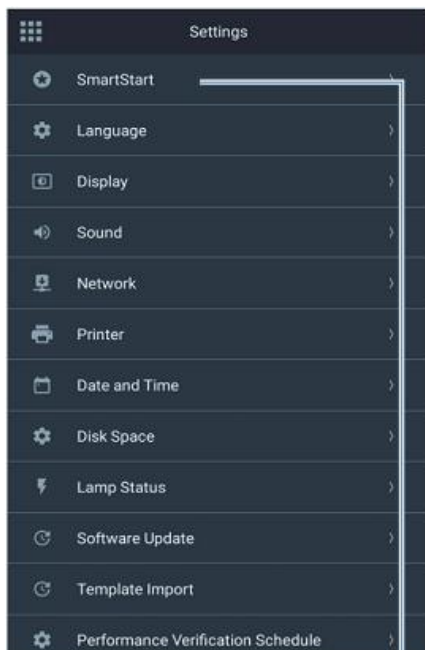 Settings
SmartStart
Language
Display
Sound
Network
Printer
Date and Time
Disk Space
Lamp Status
Software Update
Template Import
Performance Verification Schedule